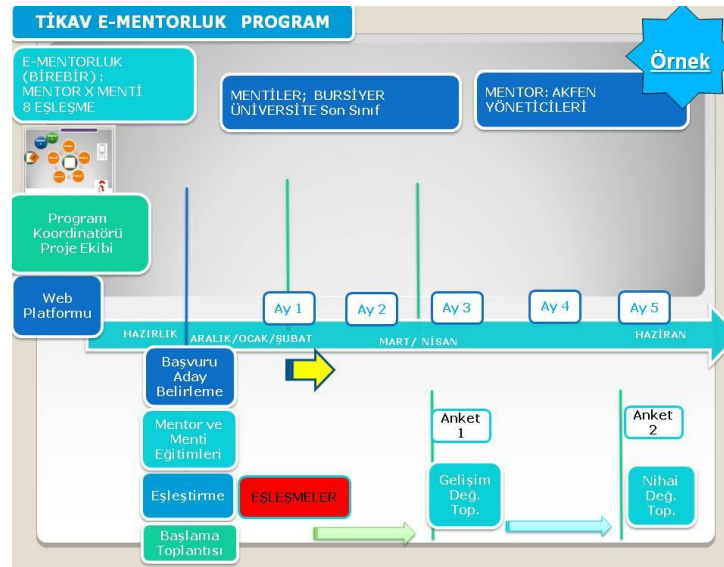 TİKAV E-MENTORLUK PROGRAM
Örnek
E-MENTORLUK
(BİREBİR) :
MENTOR X MENTİ
8 EŞLEŞME
MENTİLER; BURSİYER
ÜNİVERSİTE Son Sınıf
MENTOR: AKFEN
YÖNETİCİLERİ
Program
Koordinatörü
Proje Ekibi
Web
Platformu
Ay 1
Ay 2
Ay 3
Ay 4
Ay 5
HAZIRLIK
ARALIK/OCAK/ŞUBAT
MART/ NİSAN
HAZİRAN
Başvuru
Aday
Belirleme
Mentor ve
Menti
Eğitimleri
Eşleştirme
EŞLEŞMELER
Başlama
Toplantısı
Anket
1
Gelişim
Değ.
Top.
Anket
2
Nihai
Değ.
Top.